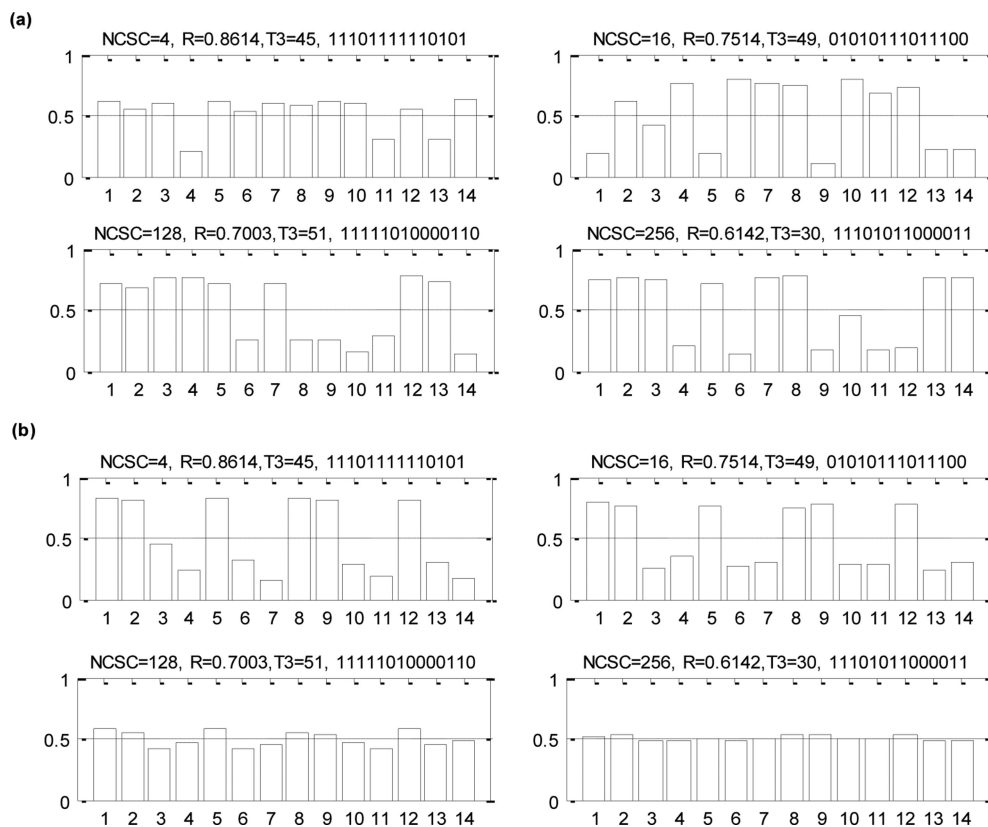 (a)
NCSC=4, R=0.8614,T3=45, 11101111110101
1
0.5
0
1 2 3 4 5 6 7 8 9 10 11 12 13 14
NCSC=16, R=0.7514,T3=49, 01010111011100
1
0.5
0
1 2 3 4 5 6 7 8 9 10 11 12 13 14
NCSC=128, R=0.7003,T3=51, 11111010000110
1
0.5
0
1 2 3 4 5 6 7 8 9 10 11 12 13 14
NCSC=256, R=0.6142,T3=30, 11101011000011
1
0.5
0
1 2 3 4 5 6 7 8 9 10 11 12 13 14
(b)
NCSC=4, R=0.8614,T3=45, 11101111110101
1
0.5
0
1 2 3 4 5 6 7 8 9 10 11 12 13 14
NCSC=16, R=0.7514,T3=49, 01010111011100
1
0.5
0
1 2 3 4 5 6 7 8 9 10 11 12 13 14
NCSC=128, R=0.7003,T3=51, 11111010000110
1
0.5
0
1 2 3 4 5 6 7 8 9 10 11 12 13 14
NCSC=256, R=0.6142,T3=30, 11101011000011
1
0.5
0
1 2 3 4 5 6 7 8 9 10 11 12 13 14